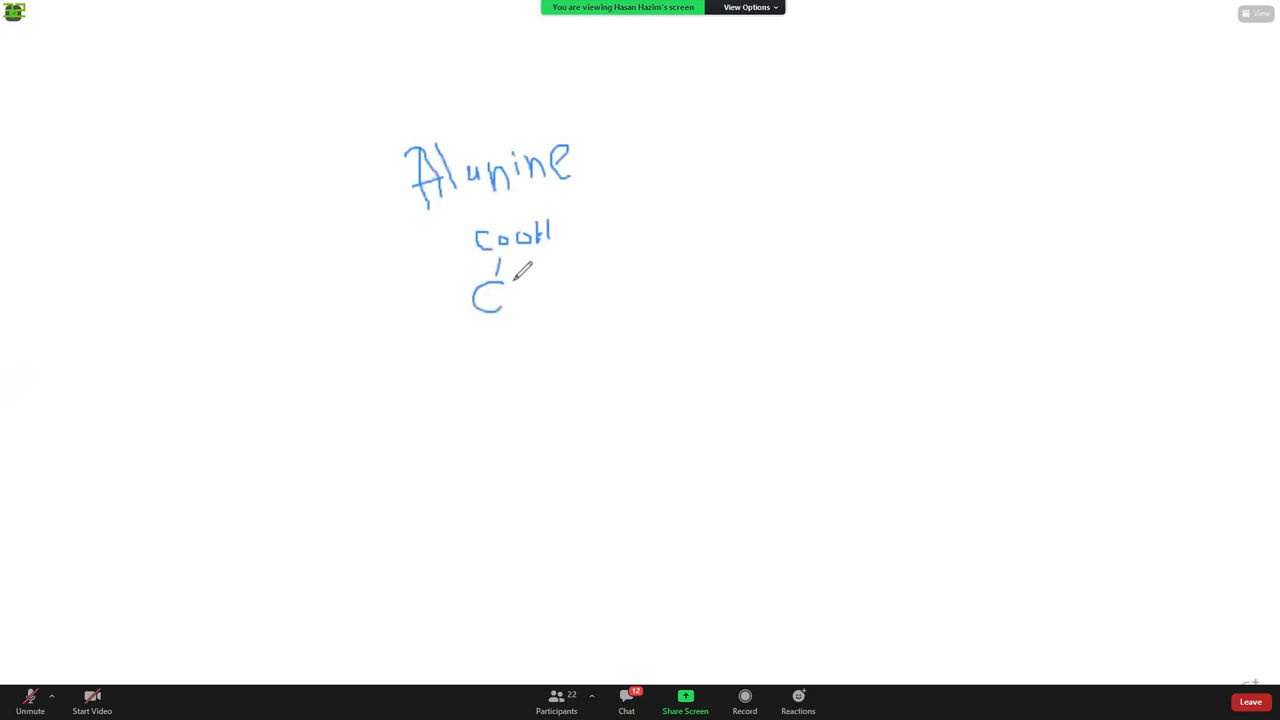 You are viewing Hasan Hazim's screen View Options
View
Alanine
COOH
C
Unmute Start Video Participants 22 Chat 12 Share Screen Record Reactions Leave